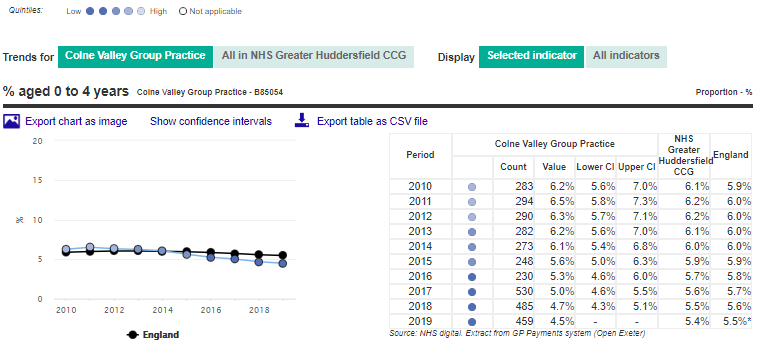 Quintiles: Low High Not applicable
Trends for Colne Valley Group Practice All in NHS Greater Huddersfield CCG Display Selected indicator All indicators
% aged 0 to 4 years Colne Valley Group Practice - B85054 Proportion - %
Export chart as image Show confidence intervals Export table as CSV file
20
15
10
5
0
%
2010 2012 2014 2016 2018
England
Period Colne Valley Group Practice NHS Greater Huddersfield CCG England
Count Value Lower CI Upper CI
2010 283 6.2% 5.6% 7.0% 6.1% 5.9%
2011 294 6.5% 5.8% 7.3% 6.2% 6.0%
2012 290 6.3% 5.7% 7.1% 6.2% 6.0%
2013 282 6.2% 5.6% 7.0% 6.1% 6.0%
2014 273 6.1% 5.4% 6.8% 6.0% 6.0%
2015 248 5.6% 5.0% 6.3% 5.9% 5.9%
2016 230 5.3% 4.6% 6.0% 5.7% 5.8%
2017 530 5.0% 4.6% 5.5% 5.6% 5.7%
2018 485 4.7% 4.3% 5.1% 5.5% 5.6%
2019 459 4.5% - - 5.4% 5.5%*
Source: NHS digital. Extract from GP Payments system (Open Exeter)